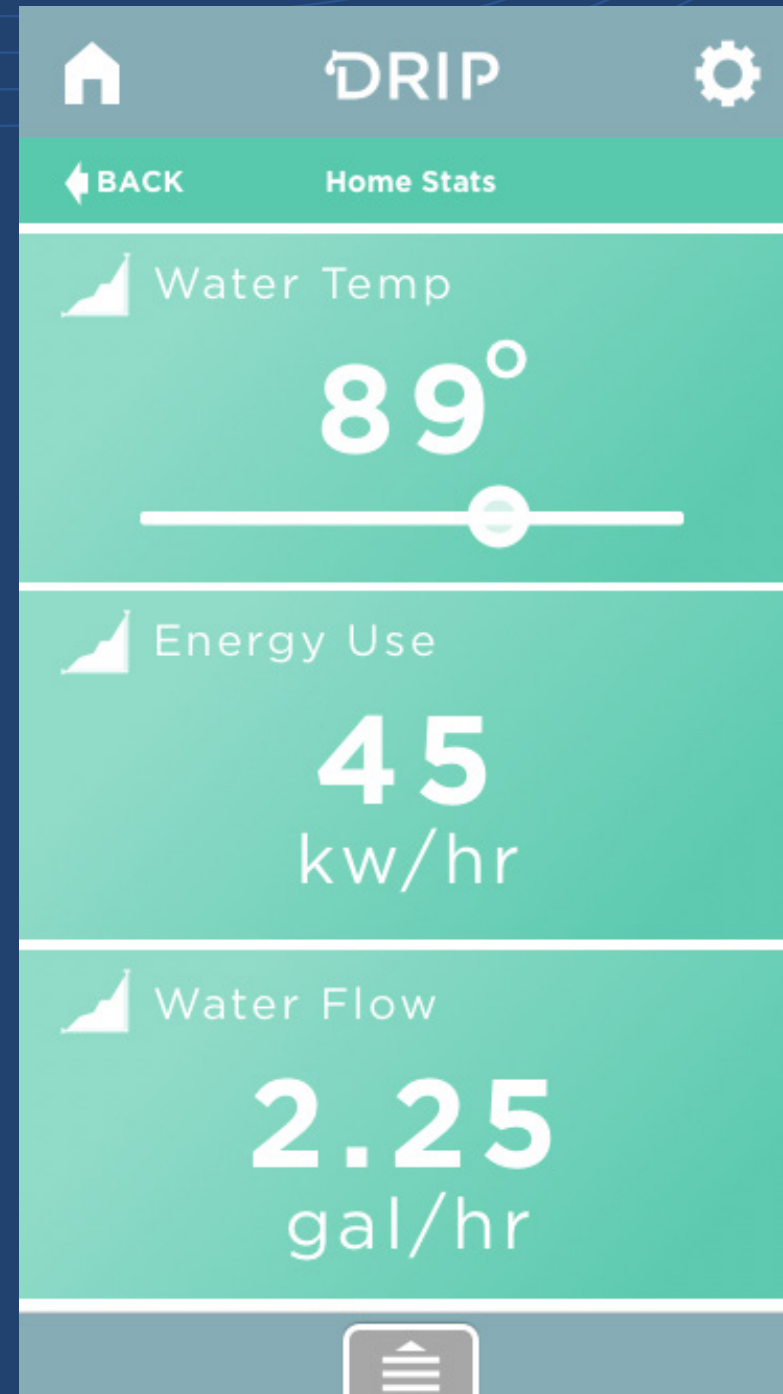 DRIP
BACK Home Stats
Water Temp
89°
Energy Use
45
kw/hr
Water Flow
2.25
gal/hr